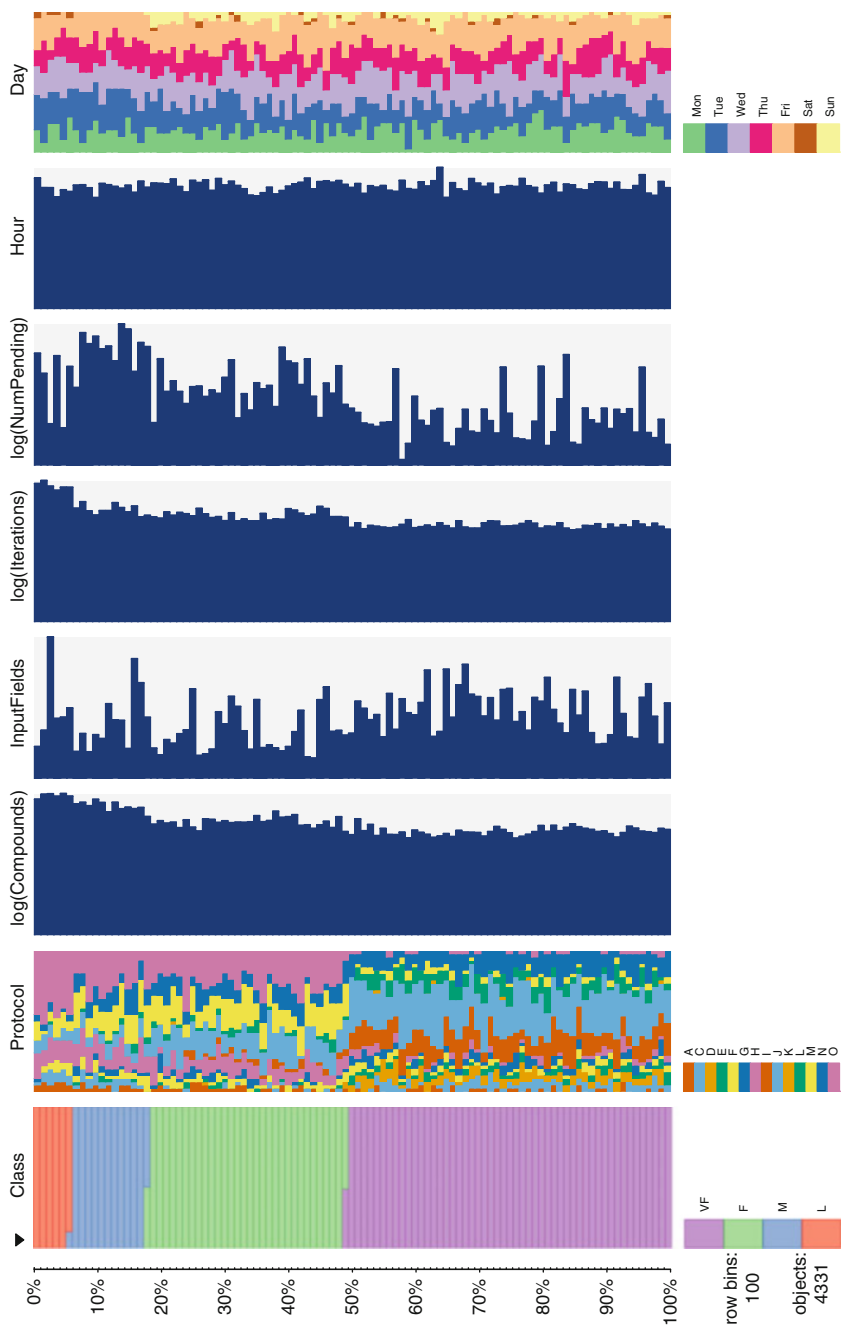 Day
Hour
log(NumPending)
log(Iterations)
InputFields
log(Compounds)
Protocol
Class
0%
10%
20%
30%
40%
50%
60%
70%
80%
90%
100%
Mon
Tue
Wed
Thu
Fri
Sat
Sun
A
C
D
E
F
G
H
I
J
K
L
M
N
O
VF
F
M
L
row bins:
100
objects:
4331